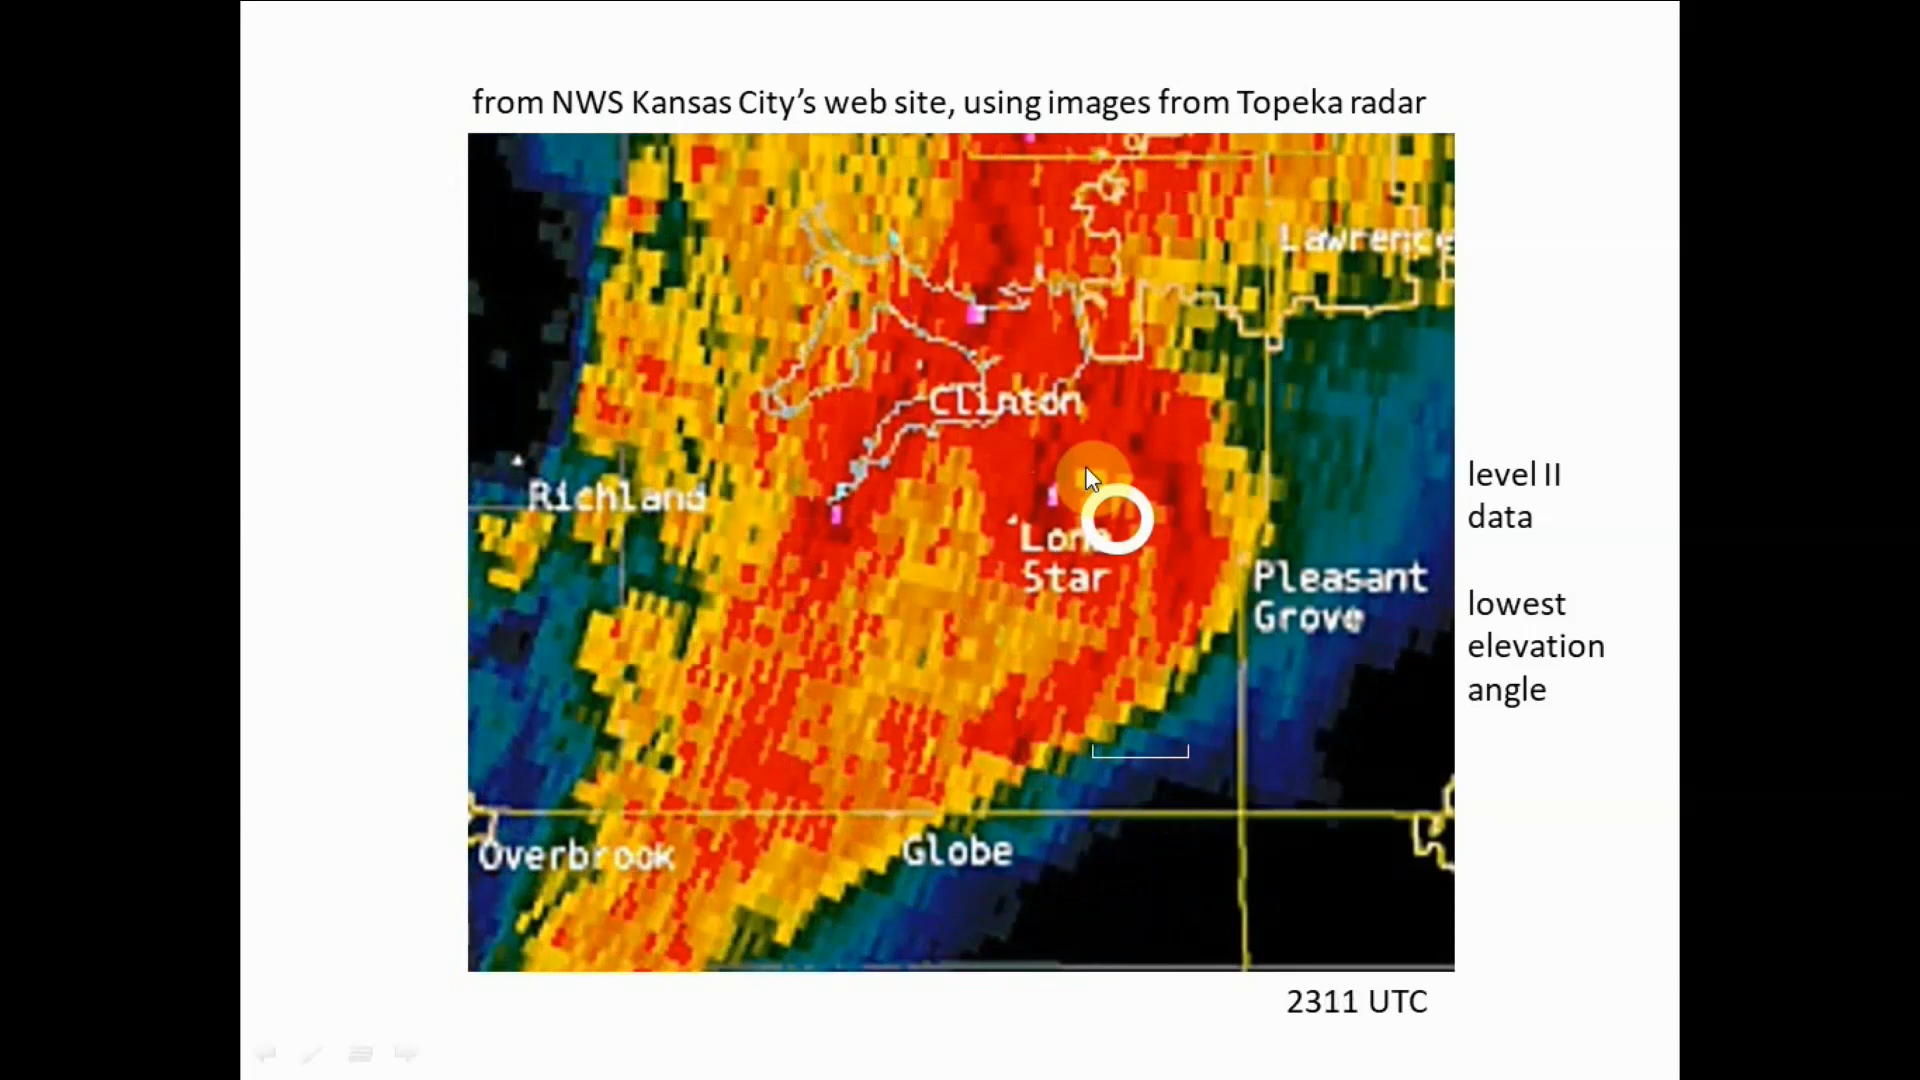 from NWS Kansas City’s web site, using images from Topeka radar
Lawrence
Clinton
Richland
Lone
Star
Pleasant
Grove
Overbrook
Globe
level II
data
lowest
elevation
angle
2311 UTC